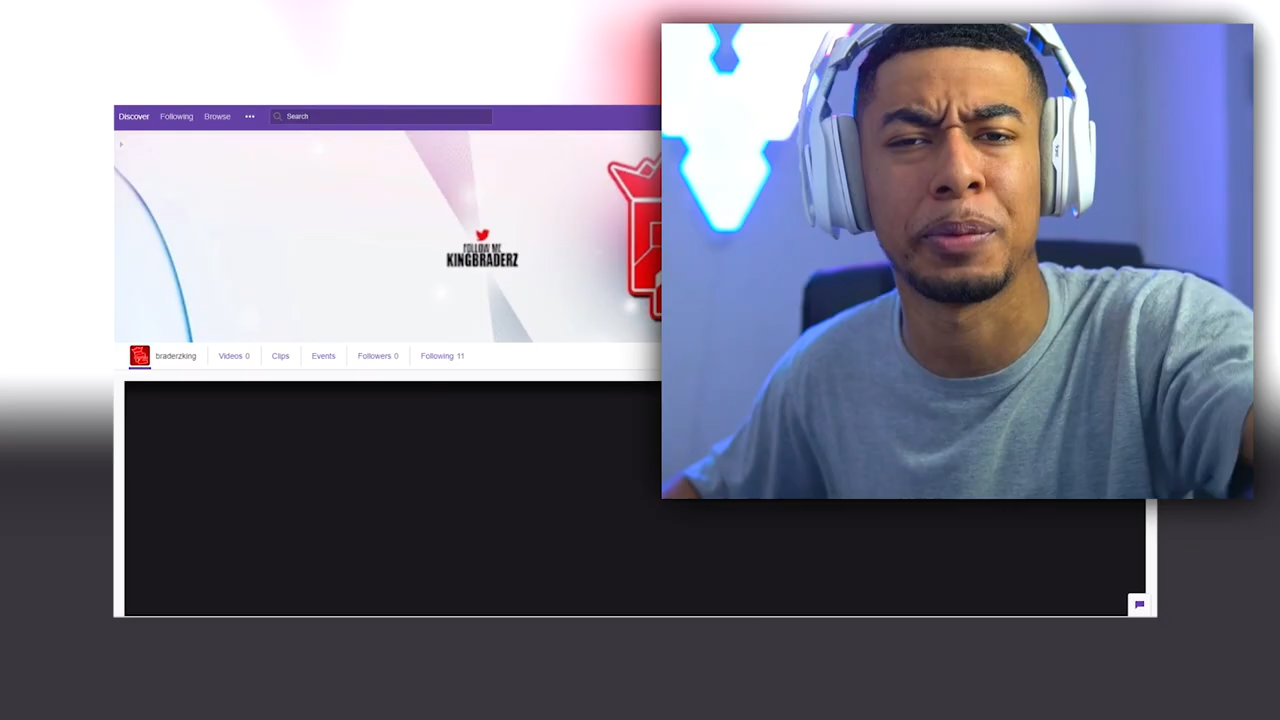 Discover Following Browse ••• Search
FOLLOW ME
KINGBRADERZ
braderzking Videos 0 Clips Events Followers 0 Following 11